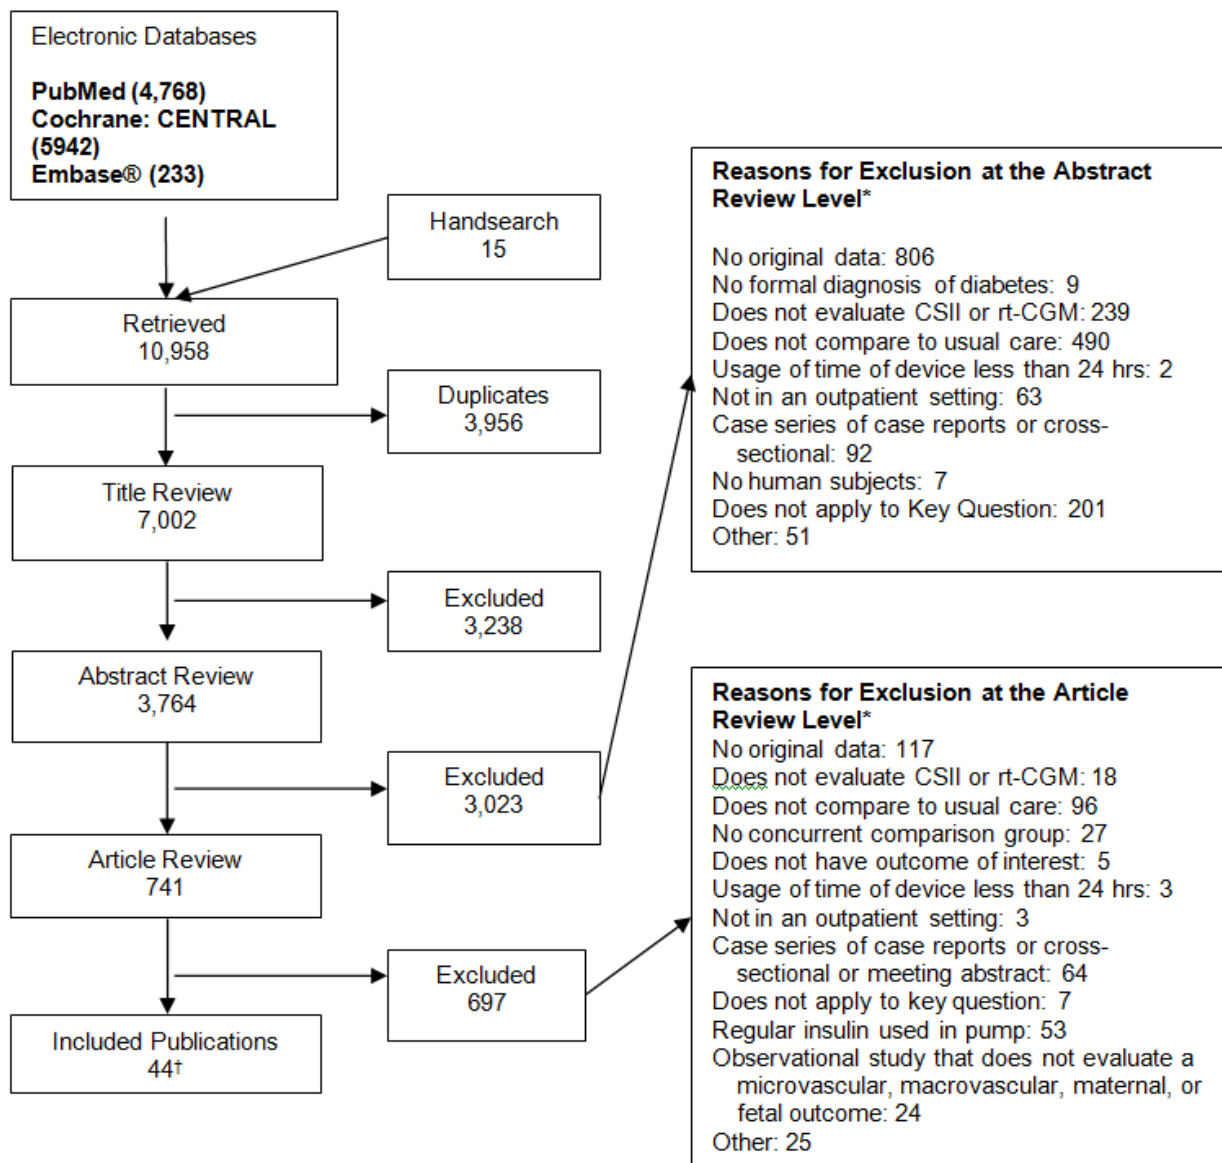 Electronic Databases
PubMed (4,768)
Cochrane: CENTRAL
(5942)
Embase® (233)
Handsearch
15
Retrieved
10,958
Duplicates
3,956
Title Review
7,002
Excluded
3,238
Abstract Review
3,764
Excluded
3,023
Reasons for Exclusion at the Abstract
Review Level*
No original data: 806
No formal diagnosis of diabetes: 9
Does not evaluate CSII or rt-CGM: 239
Does not compare to usual care: 490
Usage of time of device less than 24 hrs: 2
Not in an outpatient setting: 63
Case series of case reports or cross-
sectional: 92
No human subjects: 7
Does not apply to Key Question: 201
Other: 51
Article Review
741
Excluded
697
Reasons for Exclusion at the Article
Review Level*
No original data: 117
Does not evaluate CSII or rt-CGM: 18
Does not compare to usual care: 96
No concurrent comparison group: 27
Does not have outcome of interest: 5
Usage of time of device less than 24 hrs: 3
Not in an outpatient setting: 3
Case series of case reports or cross-
sectional or meeting abstract: 64
Does not apply to key question: 7
Regular insulin used in pump: 53
Observational study that does not evaluate a
microvascular, macrovascular, maternal, or
fetal outcome: 24
Other: 25
Included Publications
44†